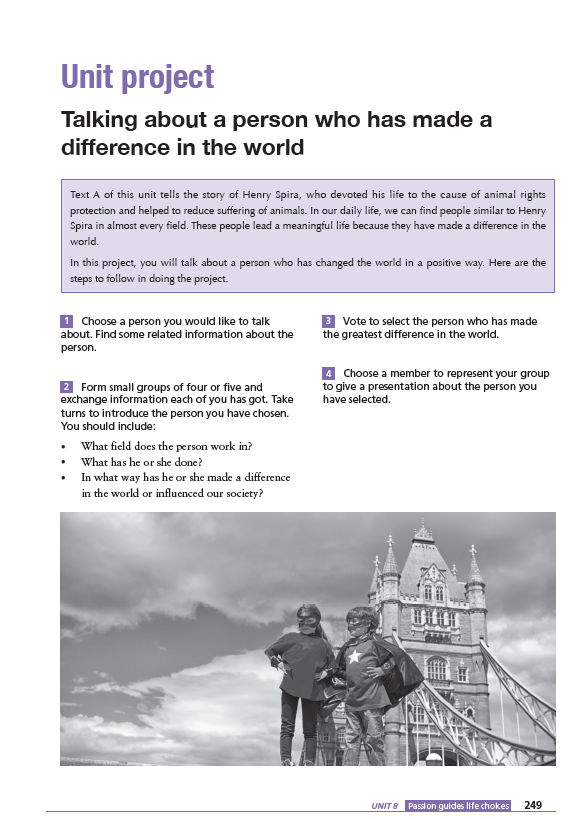 Unit project
Talking about a person who has made a
difference in the world
Text A of this unit tells the story of Henry Spira, who devoted his life to the cause of animal rights
protection and helped to reduce suffering of animals. In our daily life, we can find people similar to Henry
Spira in almost every field. These people lead a meaningful life because they have made a difference in the
world.
In this project, you will talk about a person who has changed the world in a positive way. Here are the
steps to follow in doing the project.
1 Choose a person you would like to talk
about. Find some related information about the
person.
2 Form small groups of four or five and
exchange information each of you has got. Take
turns to introduce the person you have chosen.
You should include:
• What field does the person work in?
• What has he or she done?
• In what way has he or she made a difference
in the world or influenced our society?
3 Vote to select the person who has made
the greatest difference in the world.
4 Choose a member to represent your group
to give a presentation about the person you
have selected.
UNIT 8 Passion guides life choices 249